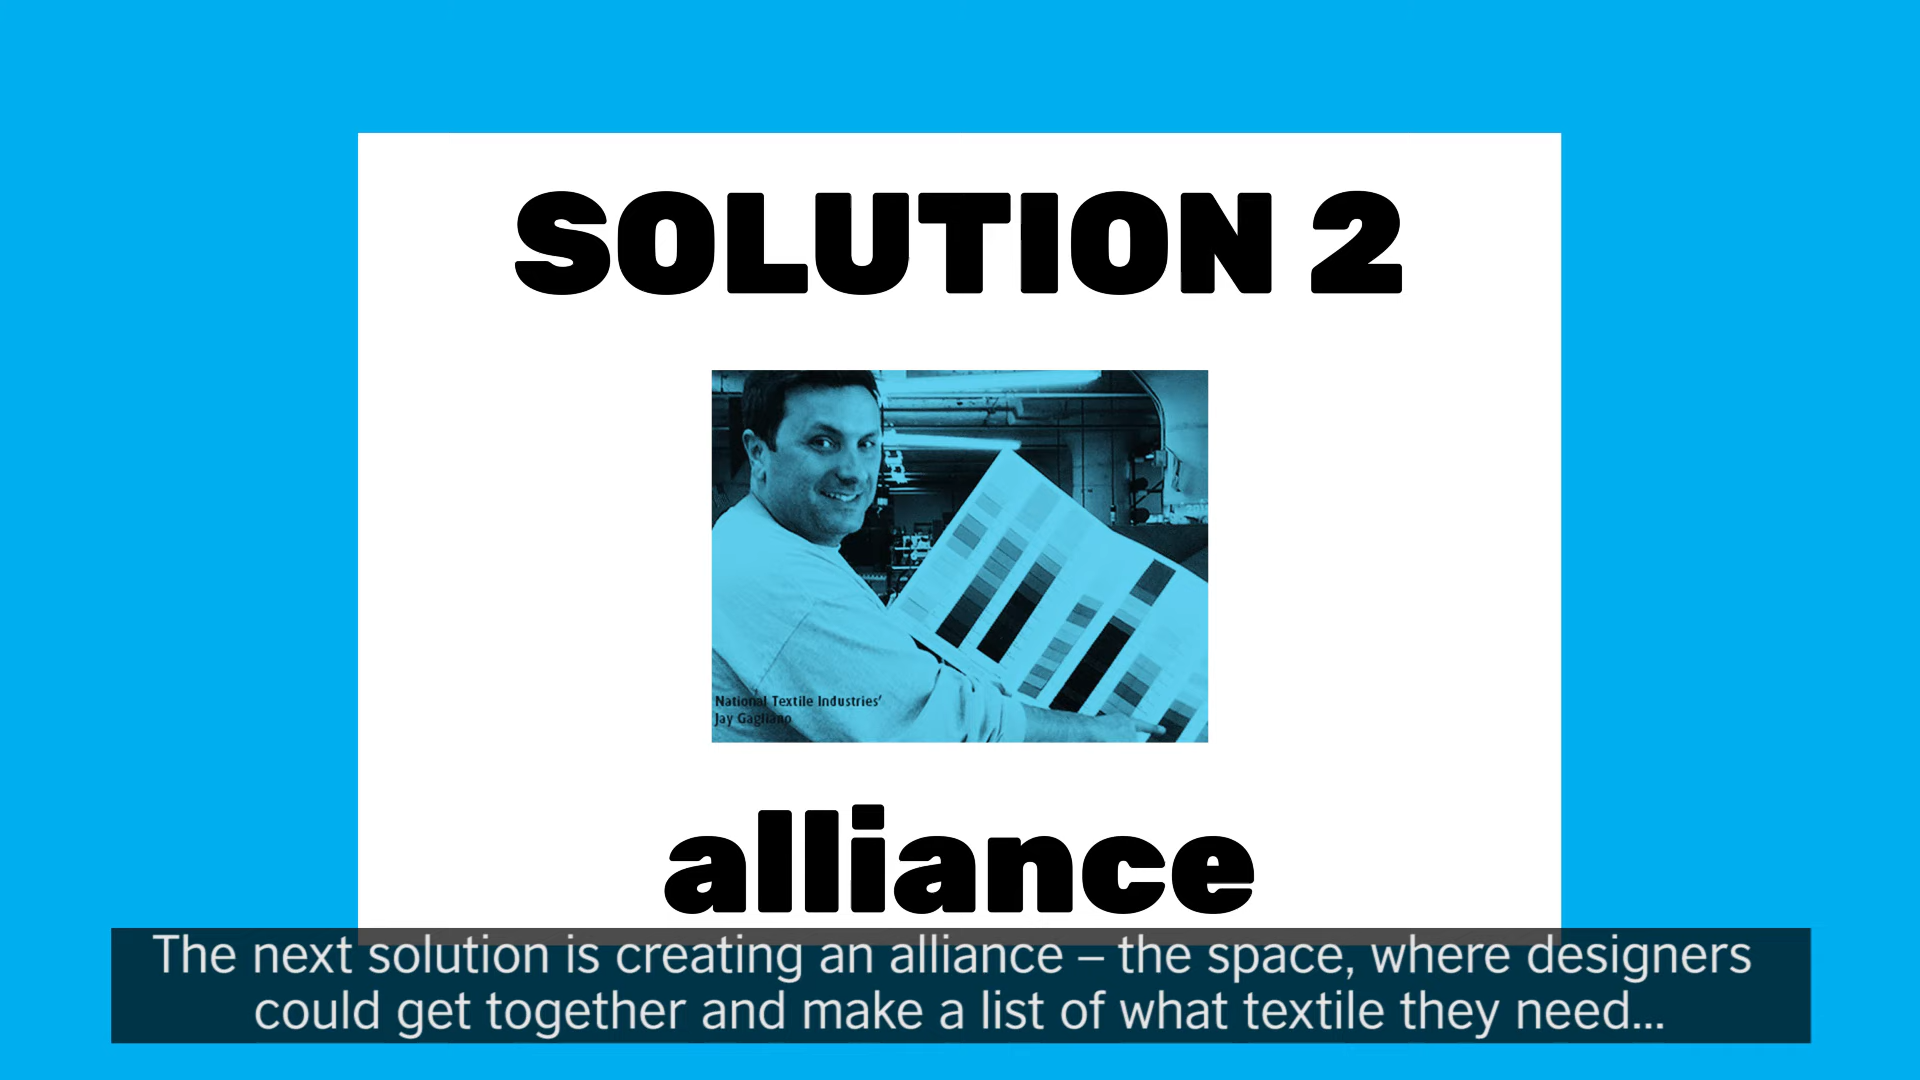 SOLUTION 2
National Textile Industries'
Jay Gagliano
alliance
The next solution is creating an alliance – the space, where designers
could get together and make a list of what textile they need...